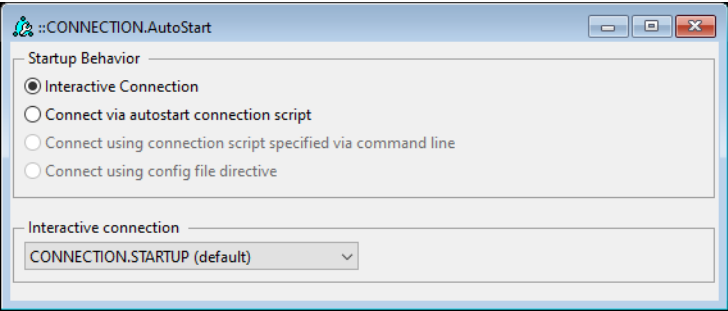 ::CONNECTION.AutoStart
Startup Behavior
Interactive Connection
Connect via autostart connection script
Connect using connection script specified via command line
Connect using config file directive
Interactive connection
CONNECTION.STARTUP (default)